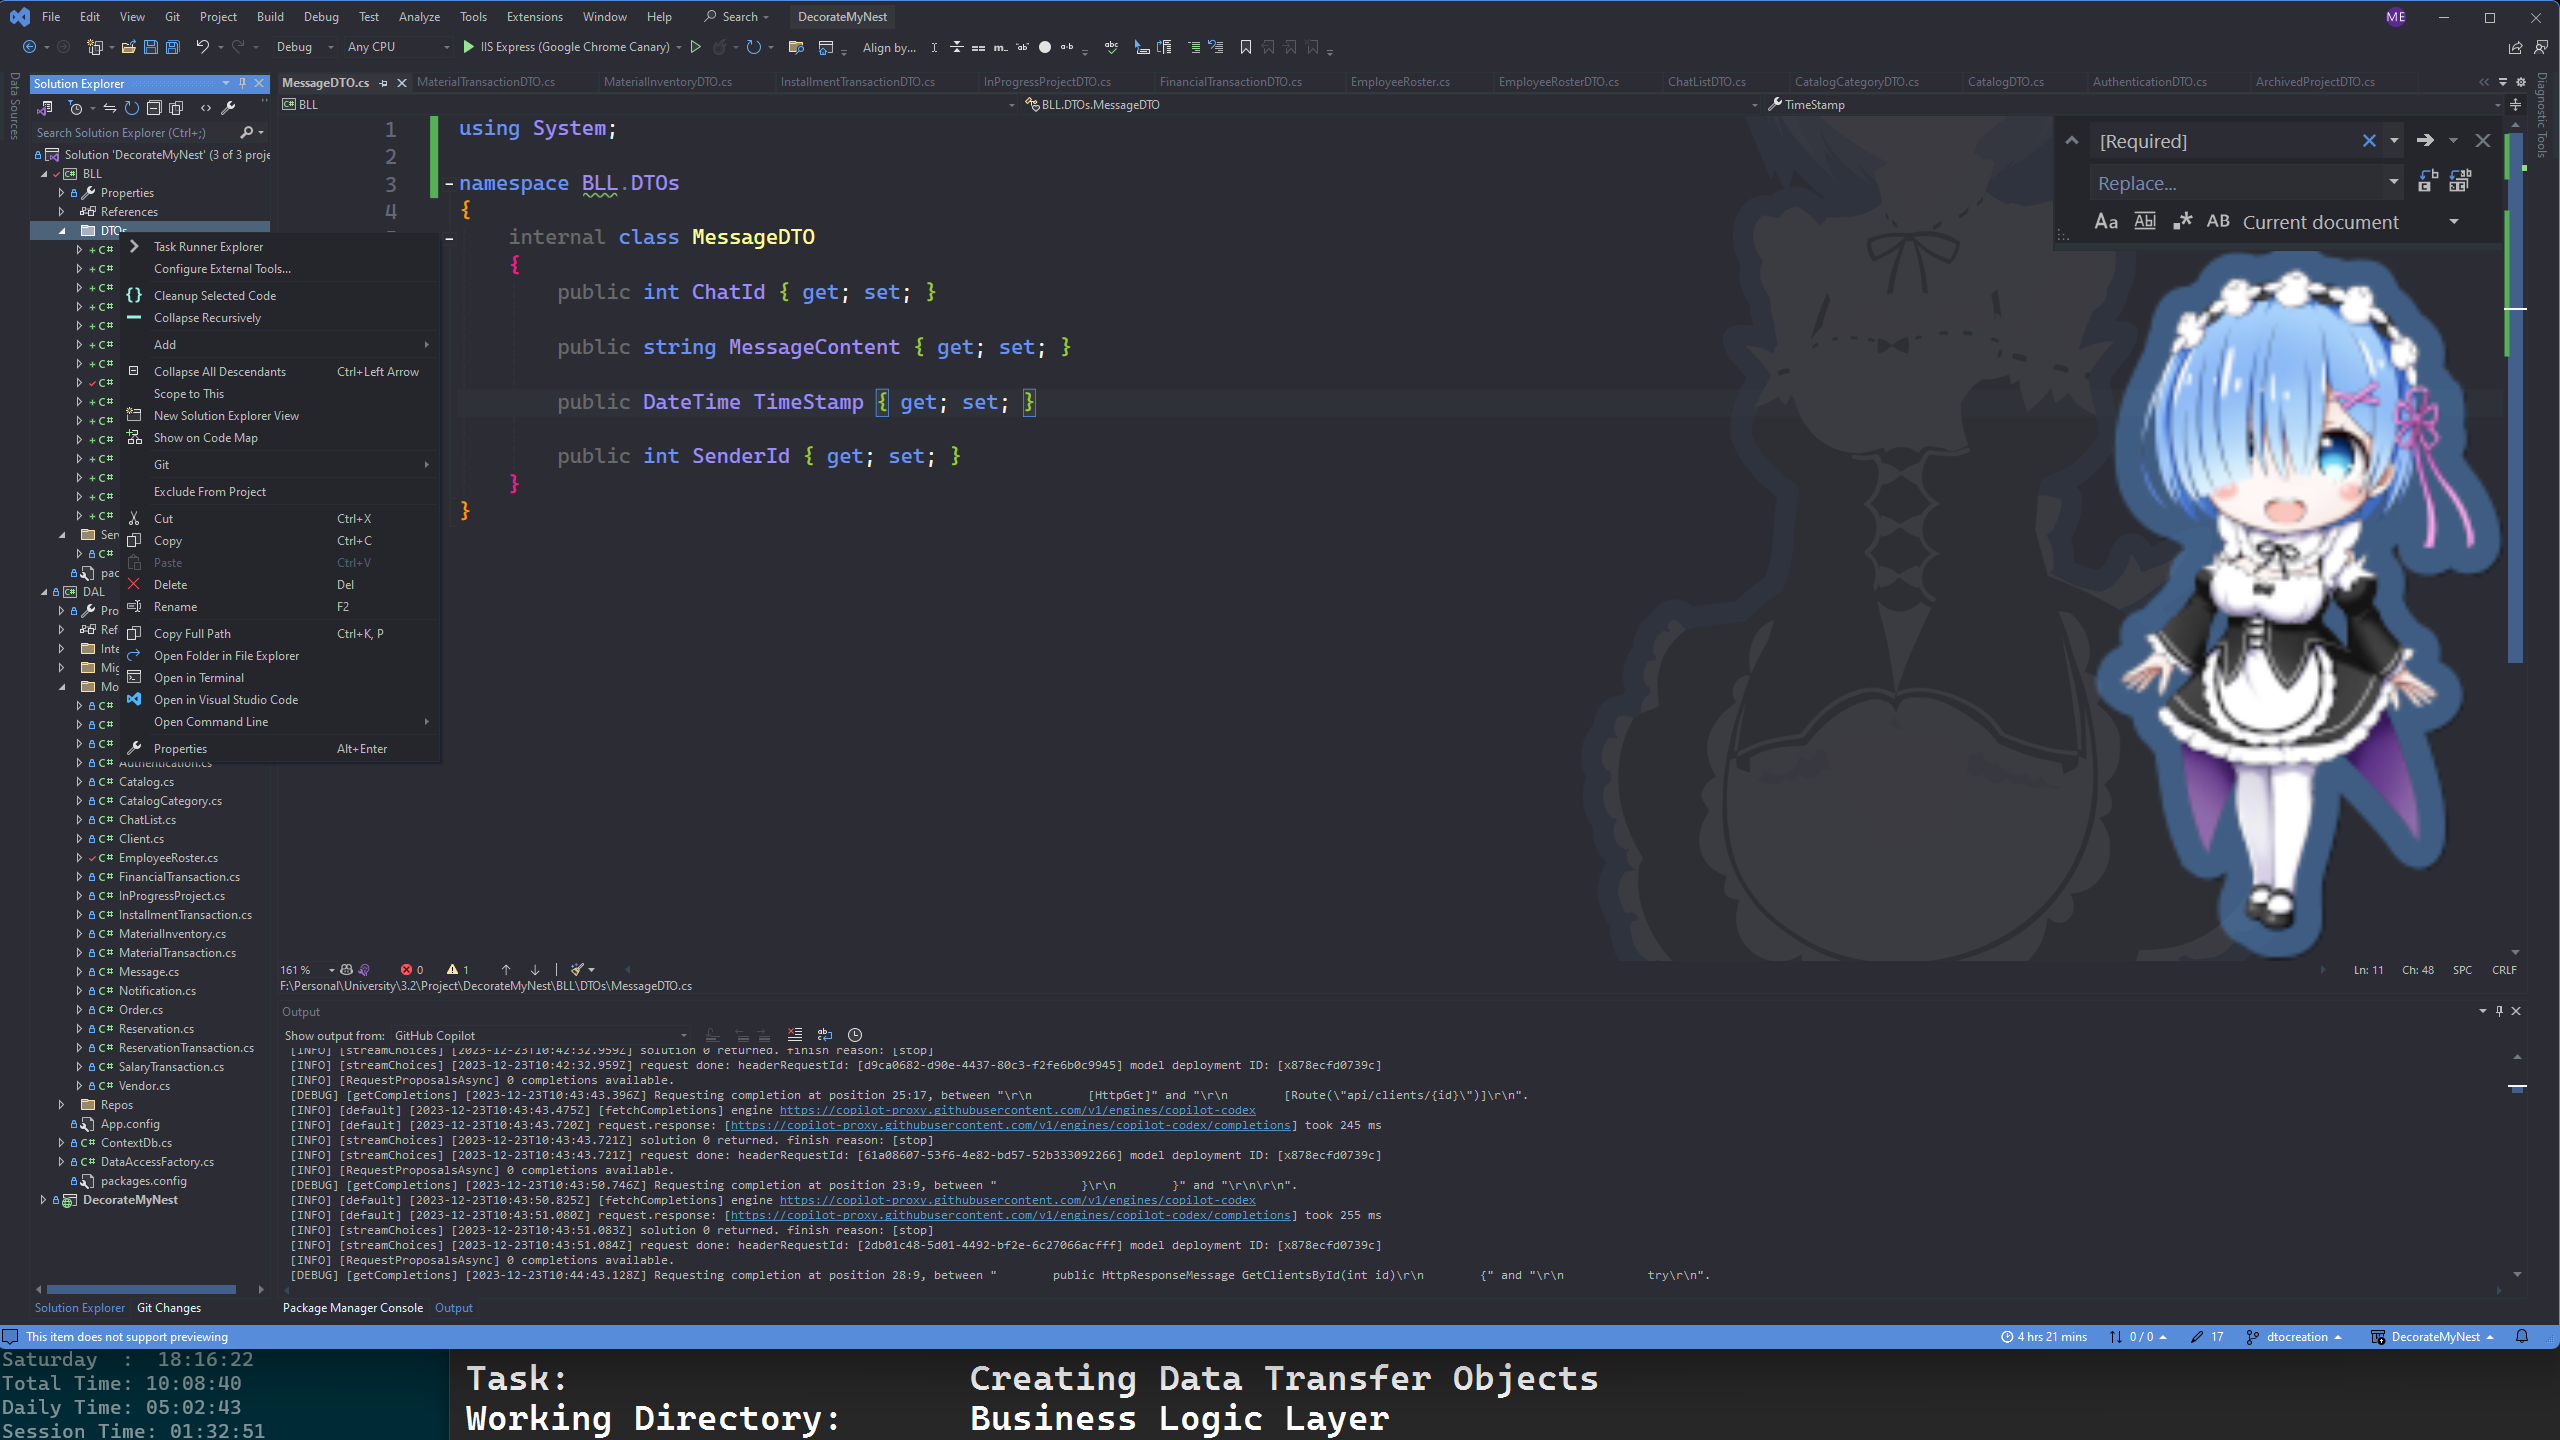 File Edit View Git Project Build Debug Test Analyze Tools Extensions Window Help Search DecorateMyNest ME
Debug Any CPU IIS Express (Google Chrome Canary) Align by...
Data Sources
Solution Explorer
Search Solution Explorer (Ctrl+;)
Solution 'DecorateMyNest' (3 of 3 proje
BLL
Properties
References
DTOs
Ser
pac
DAL
Pro
Ref
Inte
Mig
Mo
Authentication.cs
Catalog.cs
CatalogCategory.cs
ChatList.cs
Client.cs
EmployeeRoster.cs
FinancialTransaction.cs
InProgressProject.cs
InstallmentTransaction.cs
MaterialInventory.cs
MaterialTransaction.cs
Message.cs
Notification.cs
Order.cs
Reservation.cs
ReservationTransaction.cs
SalaryTransaction.cs
Vendor.cs
Repos
App.config
ContextDb.cs
DataAccessFactory.cs
packages.config
DecorateMyNest
Solution Explorer Git Changes
Task Runner Explorer
Configure External Tools...
Cleanup Selected Code
Collapse Recursively
Add
Collapse All Descendants Ctrl+Left Arrow
Scope to This
New Solution Explorer View
Show on Code Map
Git
Exclude From Project
Cut Ctrl+X
Copy Ctrl+C
Paste Ctrl+V
Delete Del
Rename F2
Copy Full Path Ctrl+K, P
Open Folder in File Explorer
Open in Terminal
Open in Visual Studio Code
Open Command Line
Properties Alt+Enter
MessageDTO.cs MaterialTransactionDTO.cs MaterialInventoryDTO.cs InstallmentTransactionDTO.cs InProgressProjectDTO.cs FinancialTransactionDTO.cs EmployeeRoster.cs EmployeeRosterDTO.cs ChatListDTO.cs CatalogCategoryDTO.cs CatalogDTO.cs AuthenticationDTO.cs ArchivedProjectDTO.cs
BLL BLL.DTOs.MessageDTO TimeStamp
1 using System;
2
3 namespace BLL.DTOs
4 {
internal class MessageDTO
{
public int ChatId { get; set; }
public string MessageContent { get; set; }
public DateTime TimeStamp { get; set; }
public int SenderId { get; set; }
}
}
[Required]
Replace...
Aa Abl .* AB Current document
Diagnostic Tools
161 % 0 1 Ln: 11 Ch: 48 SPC CRLF
F:\Personal\University\3.2\Project\DecorateMyNest\BLL\DTOs\MessageDTO.cs
Output
Show output from: GitHub Copilot
[INFO] [streamChoices] [2023-12-23T10:42:32.959Z] solution 0 returned. finish reason: [stop]
[INFO] [streamChoices] [2023-12-23T10:42:32.959Z] request done: headerRequestId: [d9ca0682-d90e-4437-80c3-f2fe6b0c9945] model deployment ID: [x878ecfd0739c]
[INFO] [RequestProposalsAsync] 0 completions available.
[DEBUG] [getCompletions] [2023-12-23T10:43:43.396Z] Requesting completion at position 25:17, between "\r\n        [HttpGet]" and "\r\n        [Route(\"api/clients/{id}\")]\r\n".
[INFO] [default] [2023-12-23T10:43:43.475Z] [fetchCompletions] engine https://copilot-proxy.githubusercontent.com/v1/engines/copilot-codex
[INFO] [default] [2023-12-23T10:43:43.720Z] request.response: [https://copilot-proxy.githubusercontent.com/v1/engines/copilot-codex/completions] took 245 ms
[INFO] [streamChoices] [2023-12-23T10:43:43.721Z] solution 0 returned. finish reason: [stop]
[INFO] [streamChoices] [2023-12-23T10:43:43.721Z] request done: headerRequestId: [61a08607-53f6-4e82-bd57-52b333092266] model deployment ID: [x878ecfd0739c]
[INFO] [RequestProposalsAsync] 0 completions available.
[DEBUG] [getCompletions] [2023-12-23T10:43:50.746Z] Requesting completion at position 23:9, between "            }\r\n        }" and "\r\n\r\n".
[INFO] [default] [2023-12-23T10:43:50.825Z] [fetchCompletions] engine https://copilot-proxy.githubusercontent.com/v1/engines/copilot-codex
[INFO] [default] [2023-12-23T10:43:51.080Z] request.response: [https://copilot-proxy.githubusercontent.com/v1/engines/copilot-codex/completions] took 255 ms
[INFO] [streamChoices] [2023-12-23T10:43:51.083Z] solution 0 returned. finish reason: [stop]
[INFO] [streamChoices] [2023-12-23T10:43:51.084Z] request done: headerRequestId: [2db01c48-5d01-4492-bf2e-6c27066acfff] model deployment ID: [x878ecfd0739c]
[INFO] [RequestProposalsAsync] 0 completions available.
[DEBUG] [getCompletions] [2023-12-23T10:44:43.128Z] Requesting completion at position 28:9, between "        public HttpResponseMessage GetClientsById(int id)\r\n        {" and "\r\n            try\r\n".
Package Manager Console Output
This item does not support previewing 4 hrs 21 mins 0 / 0 17 dtocreation DecorateMyNest
Saturday : 18:16:22
Total Time: 10:08:40
Daily Time: 05:02:43
Session Time: 01:32:51
Task: Creating Data Transfer Objects
Working Directory: Business Logic Layer